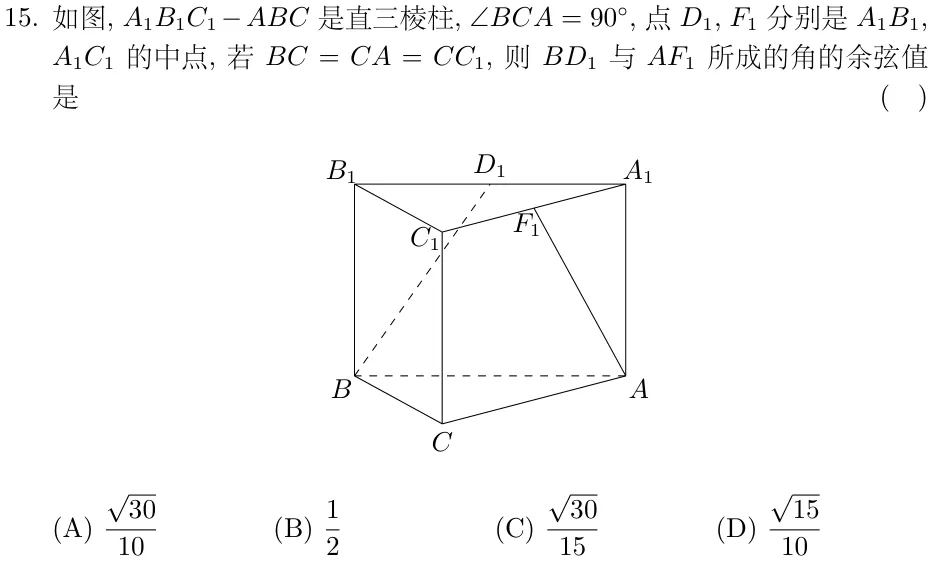 15. 如图, A₁B₁C₁−ABC 是直三棱柱, ∠BCA = 90°, 点 D₁, F₁ 分别是 A₁B₁,
A₁C₁ 的中点, 若 BC = CA = CC₁, 则 BD₁ 与 AF₁ 所成的角的余弦值
是 ( )
B₁ D₁ A₁
C₁ F₁
B A
C
(A) √30/10 (B) 1/2 (C) √30/15 (D) √15/10